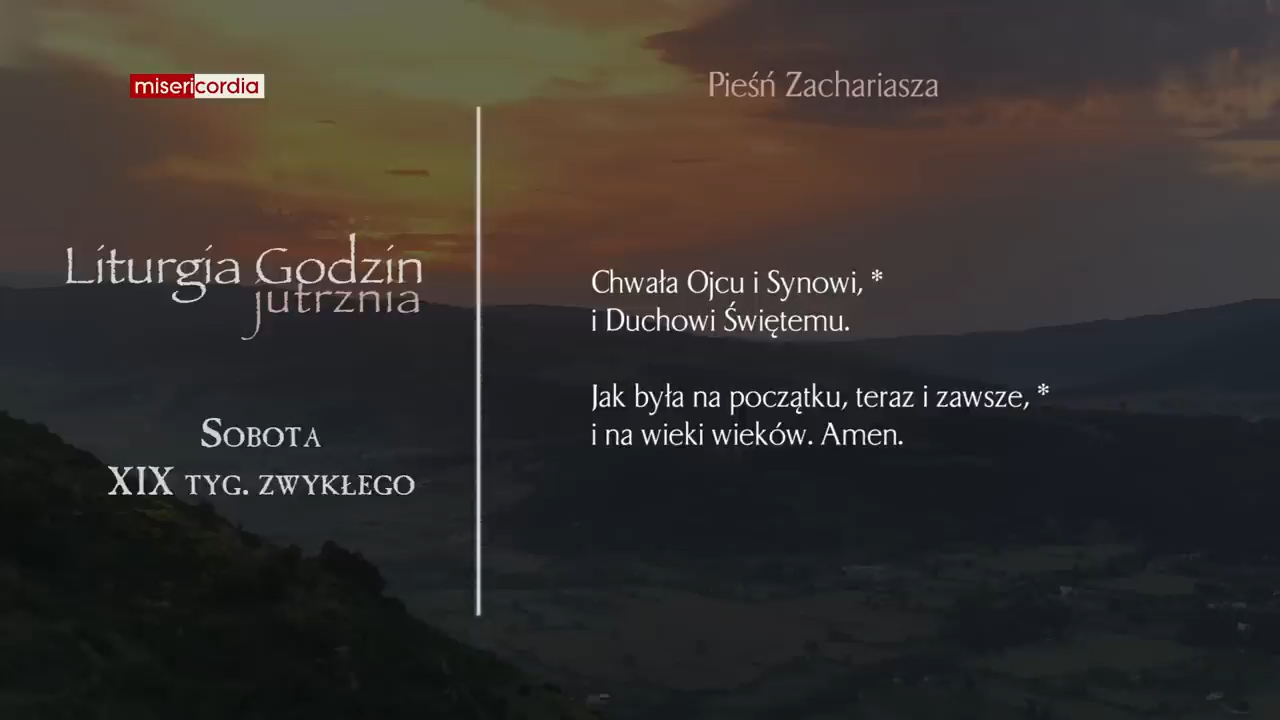 misericordia
Pieśń Zachariasza
Liturgia Godzin
jutrznia
Sobota
XIX tyg. zwykłego
Chwała Ojcu i Synowi, *
i Duchowi Świętemu.
Jak była na początku, teraz i zawsze, *
i na wieki wieków. Amen.